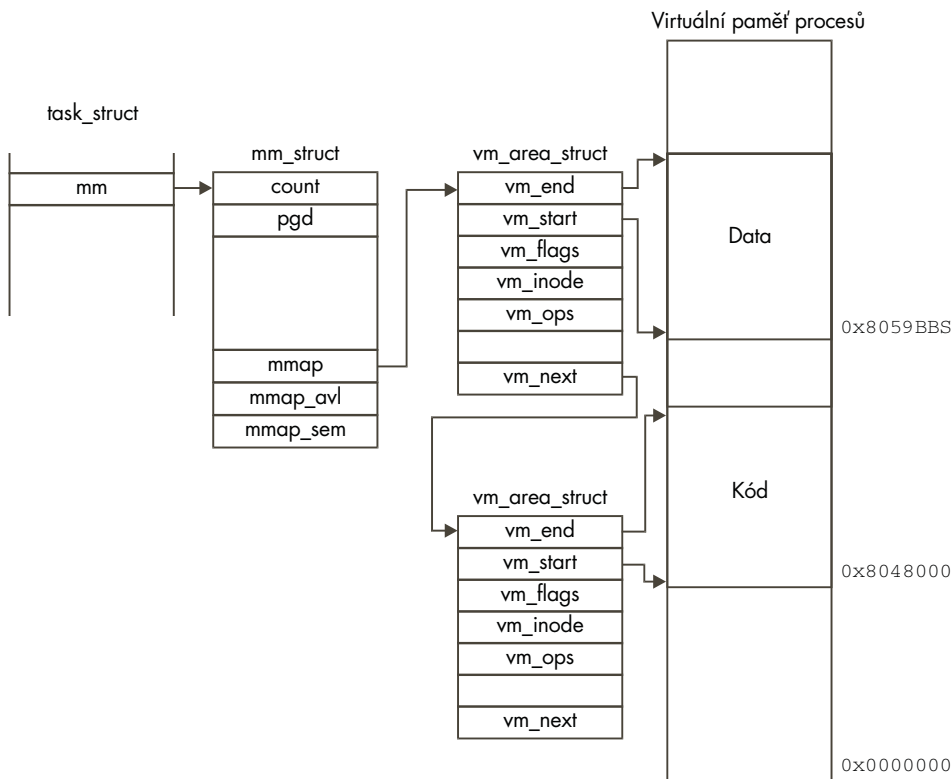 Virtuální paměť procesů
task_struct
mm
mm_struct
count
pgd
mmap
mmap_avl
mmap_sem
vm_area_struct
vm_end
vm_start
vm_flags
vm_inode
vm_ops
vm_next
vm_area_struct
vm_end
vm_start
vm_flags
vm_inode
vm_ops
vm_next
Data
0x8059BBS
Kód
0x8048000
0x0000000